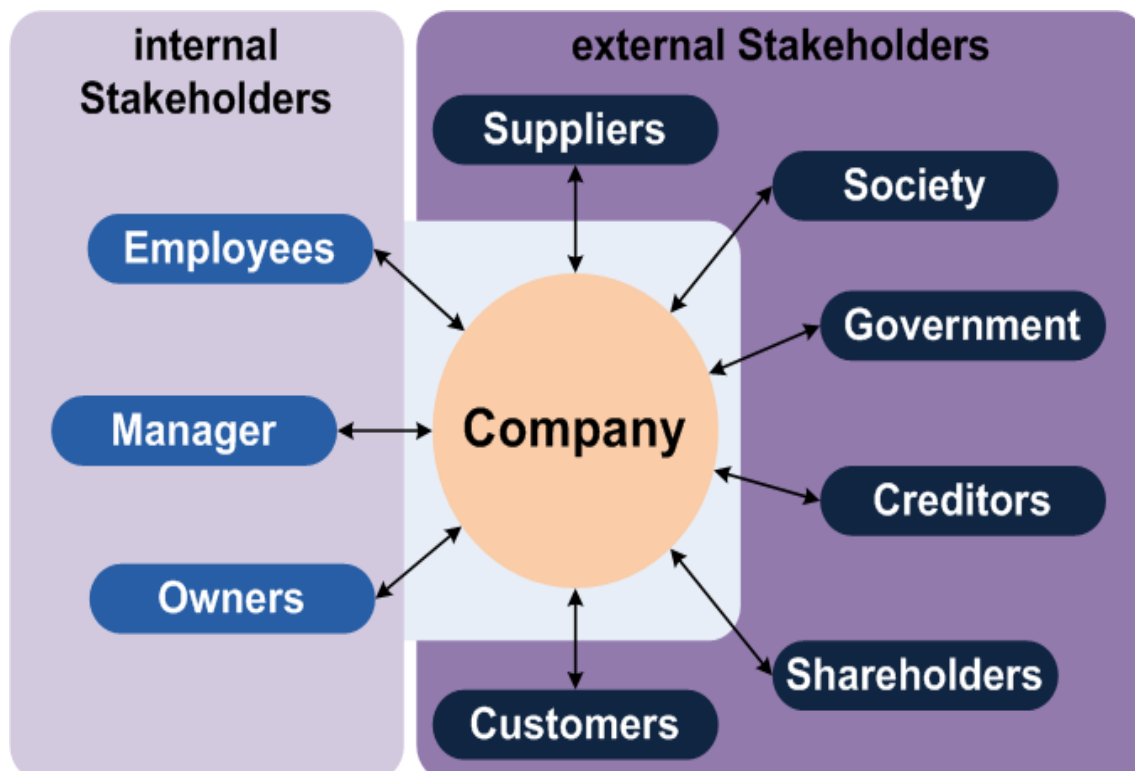 internal
Stakeholders
external Stakeholders
Suppliers
Society
Employees
Government
Manager
Company
Creditors
Owners
Shareholders
Customers